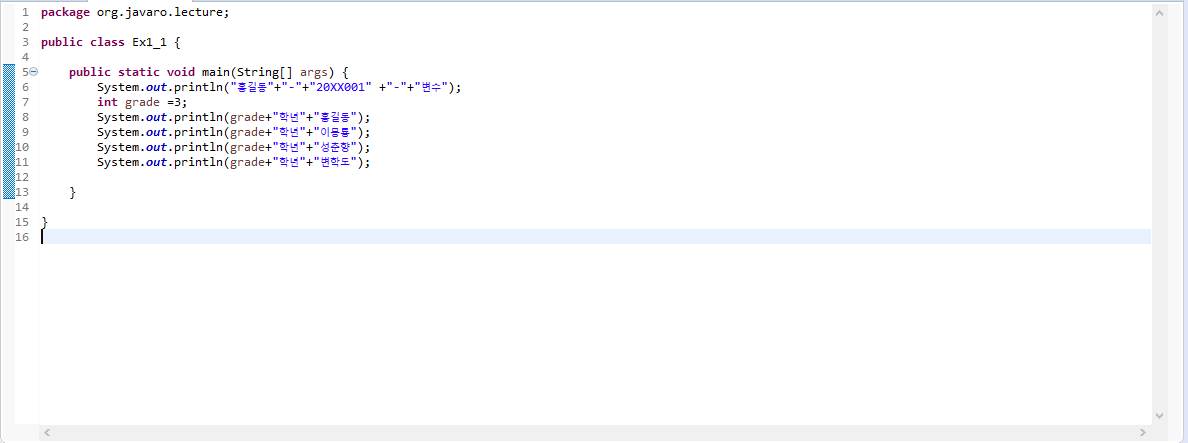 1 package org.javaro.lecture;
2
3 public class Ex1_1 {
4
5 public static void main(String[] args) {
6 System.out.println("홍길동"+"-"+"20XX001" +"-"+"변수");
7 int grade =3;
8 System.out.println(grade+"학년"+"홍길동");
9 System.out.println(grade+"학년"+"이몽룡");
10 System.out.println(grade+"학년"+"성춘향");
11 System.out.println(grade+"학년"+"변학도");
12
13 }
14
15 }
16